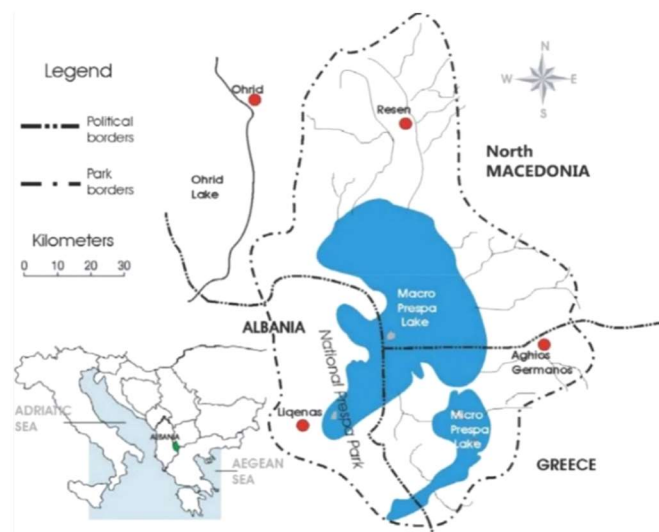 Legend
Political
borders
Park
borders
Kilometers
0 10 20 30
Ohrid
Ohrid
Lake
Resen
N
W E
S
North
MACEDONIA
Macro
Prespa
Lake
ALBANIA
National Prespa Park
Liqenas
Aghios
Germanos
Micro
Prespa
Lake
GREECE
ADRIATIC
SEA
ALBANIA
AEGEAN
SEA